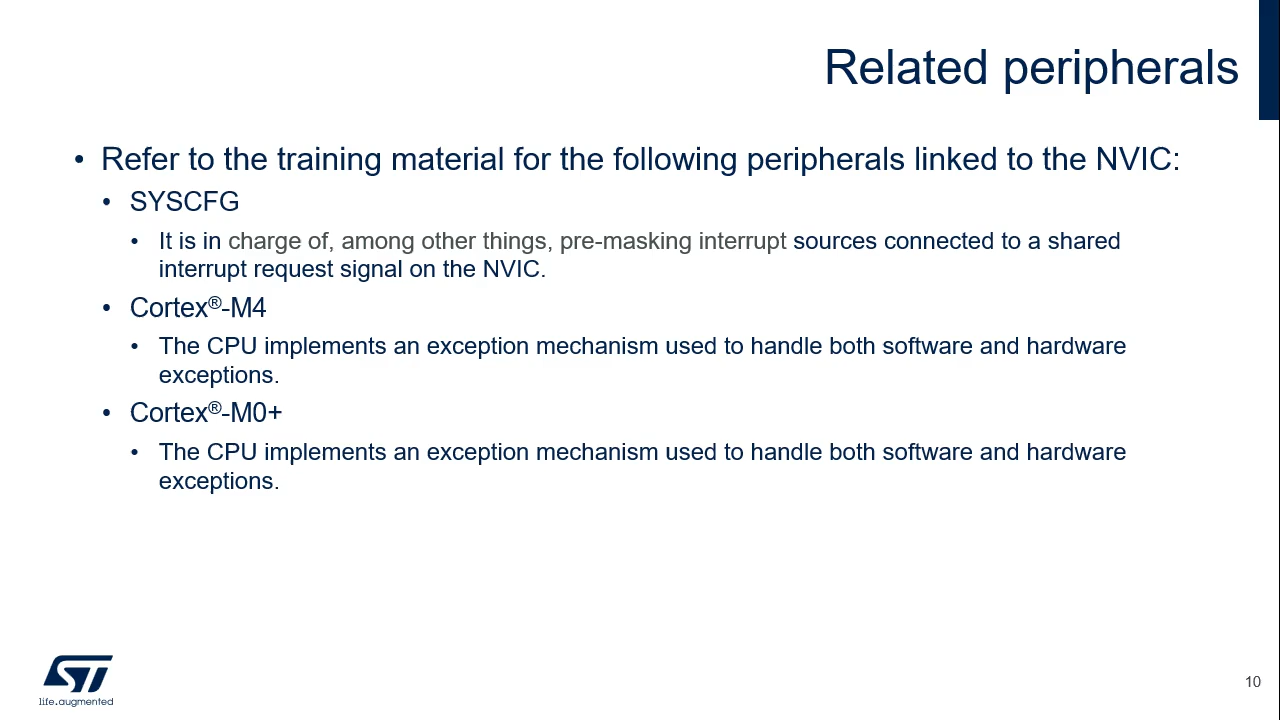 Related peripherals
• Refer to the training material for the following peripherals linked to the NVIC:
• SYSCFG
• It is in charge of, among other things, pre-masking interrupt sources connected to a shared
interrupt request signal on the NVIC.
• Cortex®-M4
• The CPU implements an exception mechanism used to handle both software and hardware
exceptions.
• Cortex®-M0+
• The CPU implements an exception mechanism used to handle both software and hardware
exceptions.
ST
life.augmented
10